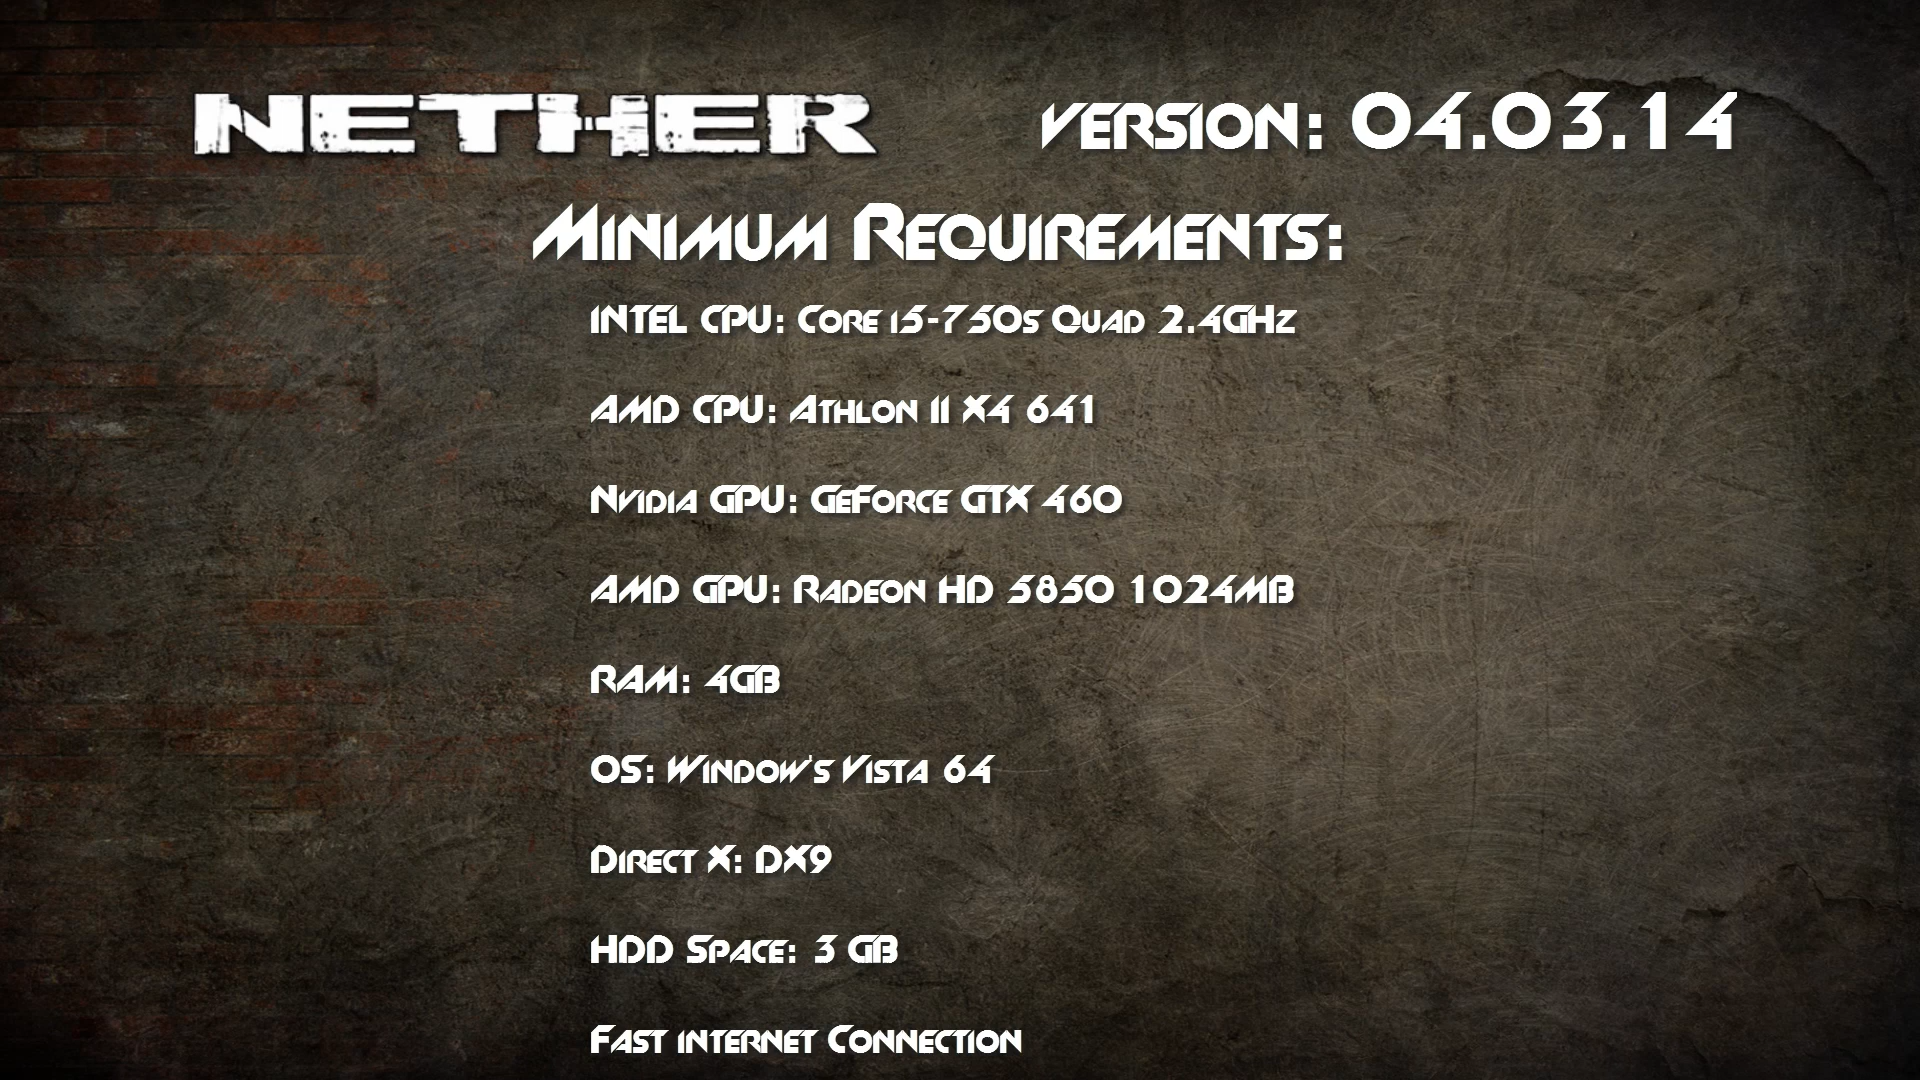 NETHER
VERSION: 04.03.14
Minimum Requirements:
INTEL CPU: Core i5-750s Quad 2.4GHz
AMD CPU: Athlon II X4 641
Nvidia GPU: GeForce GTX 460
AMD GPU: Radeon HD 5850 1024MB
RAM: 4GB
OS: Window's Vista 64
Direct X: DX9
HDD Space: 3 GB
Fast internet Connection